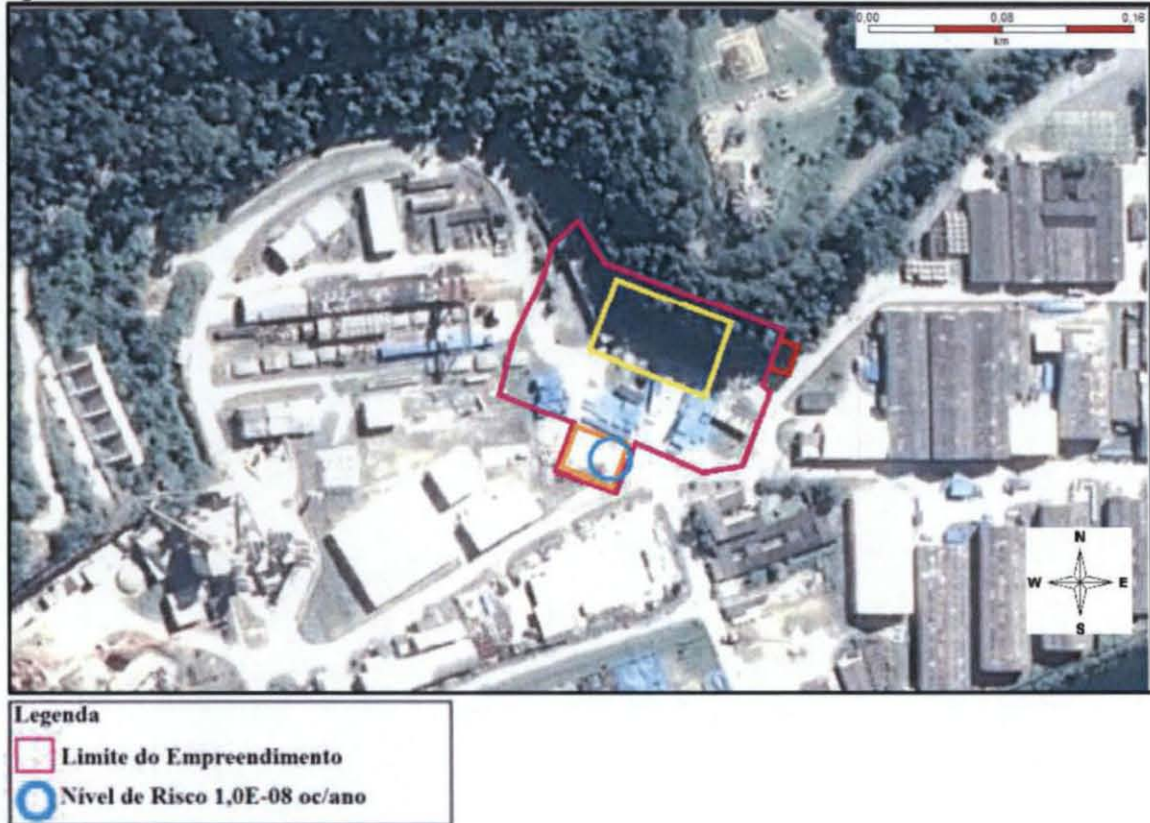 0,00 0,08 0,16
km
N
W E
S
Legenda
Limite do Empreendimento
Nível de Risco 1,0E-08 oc/ano